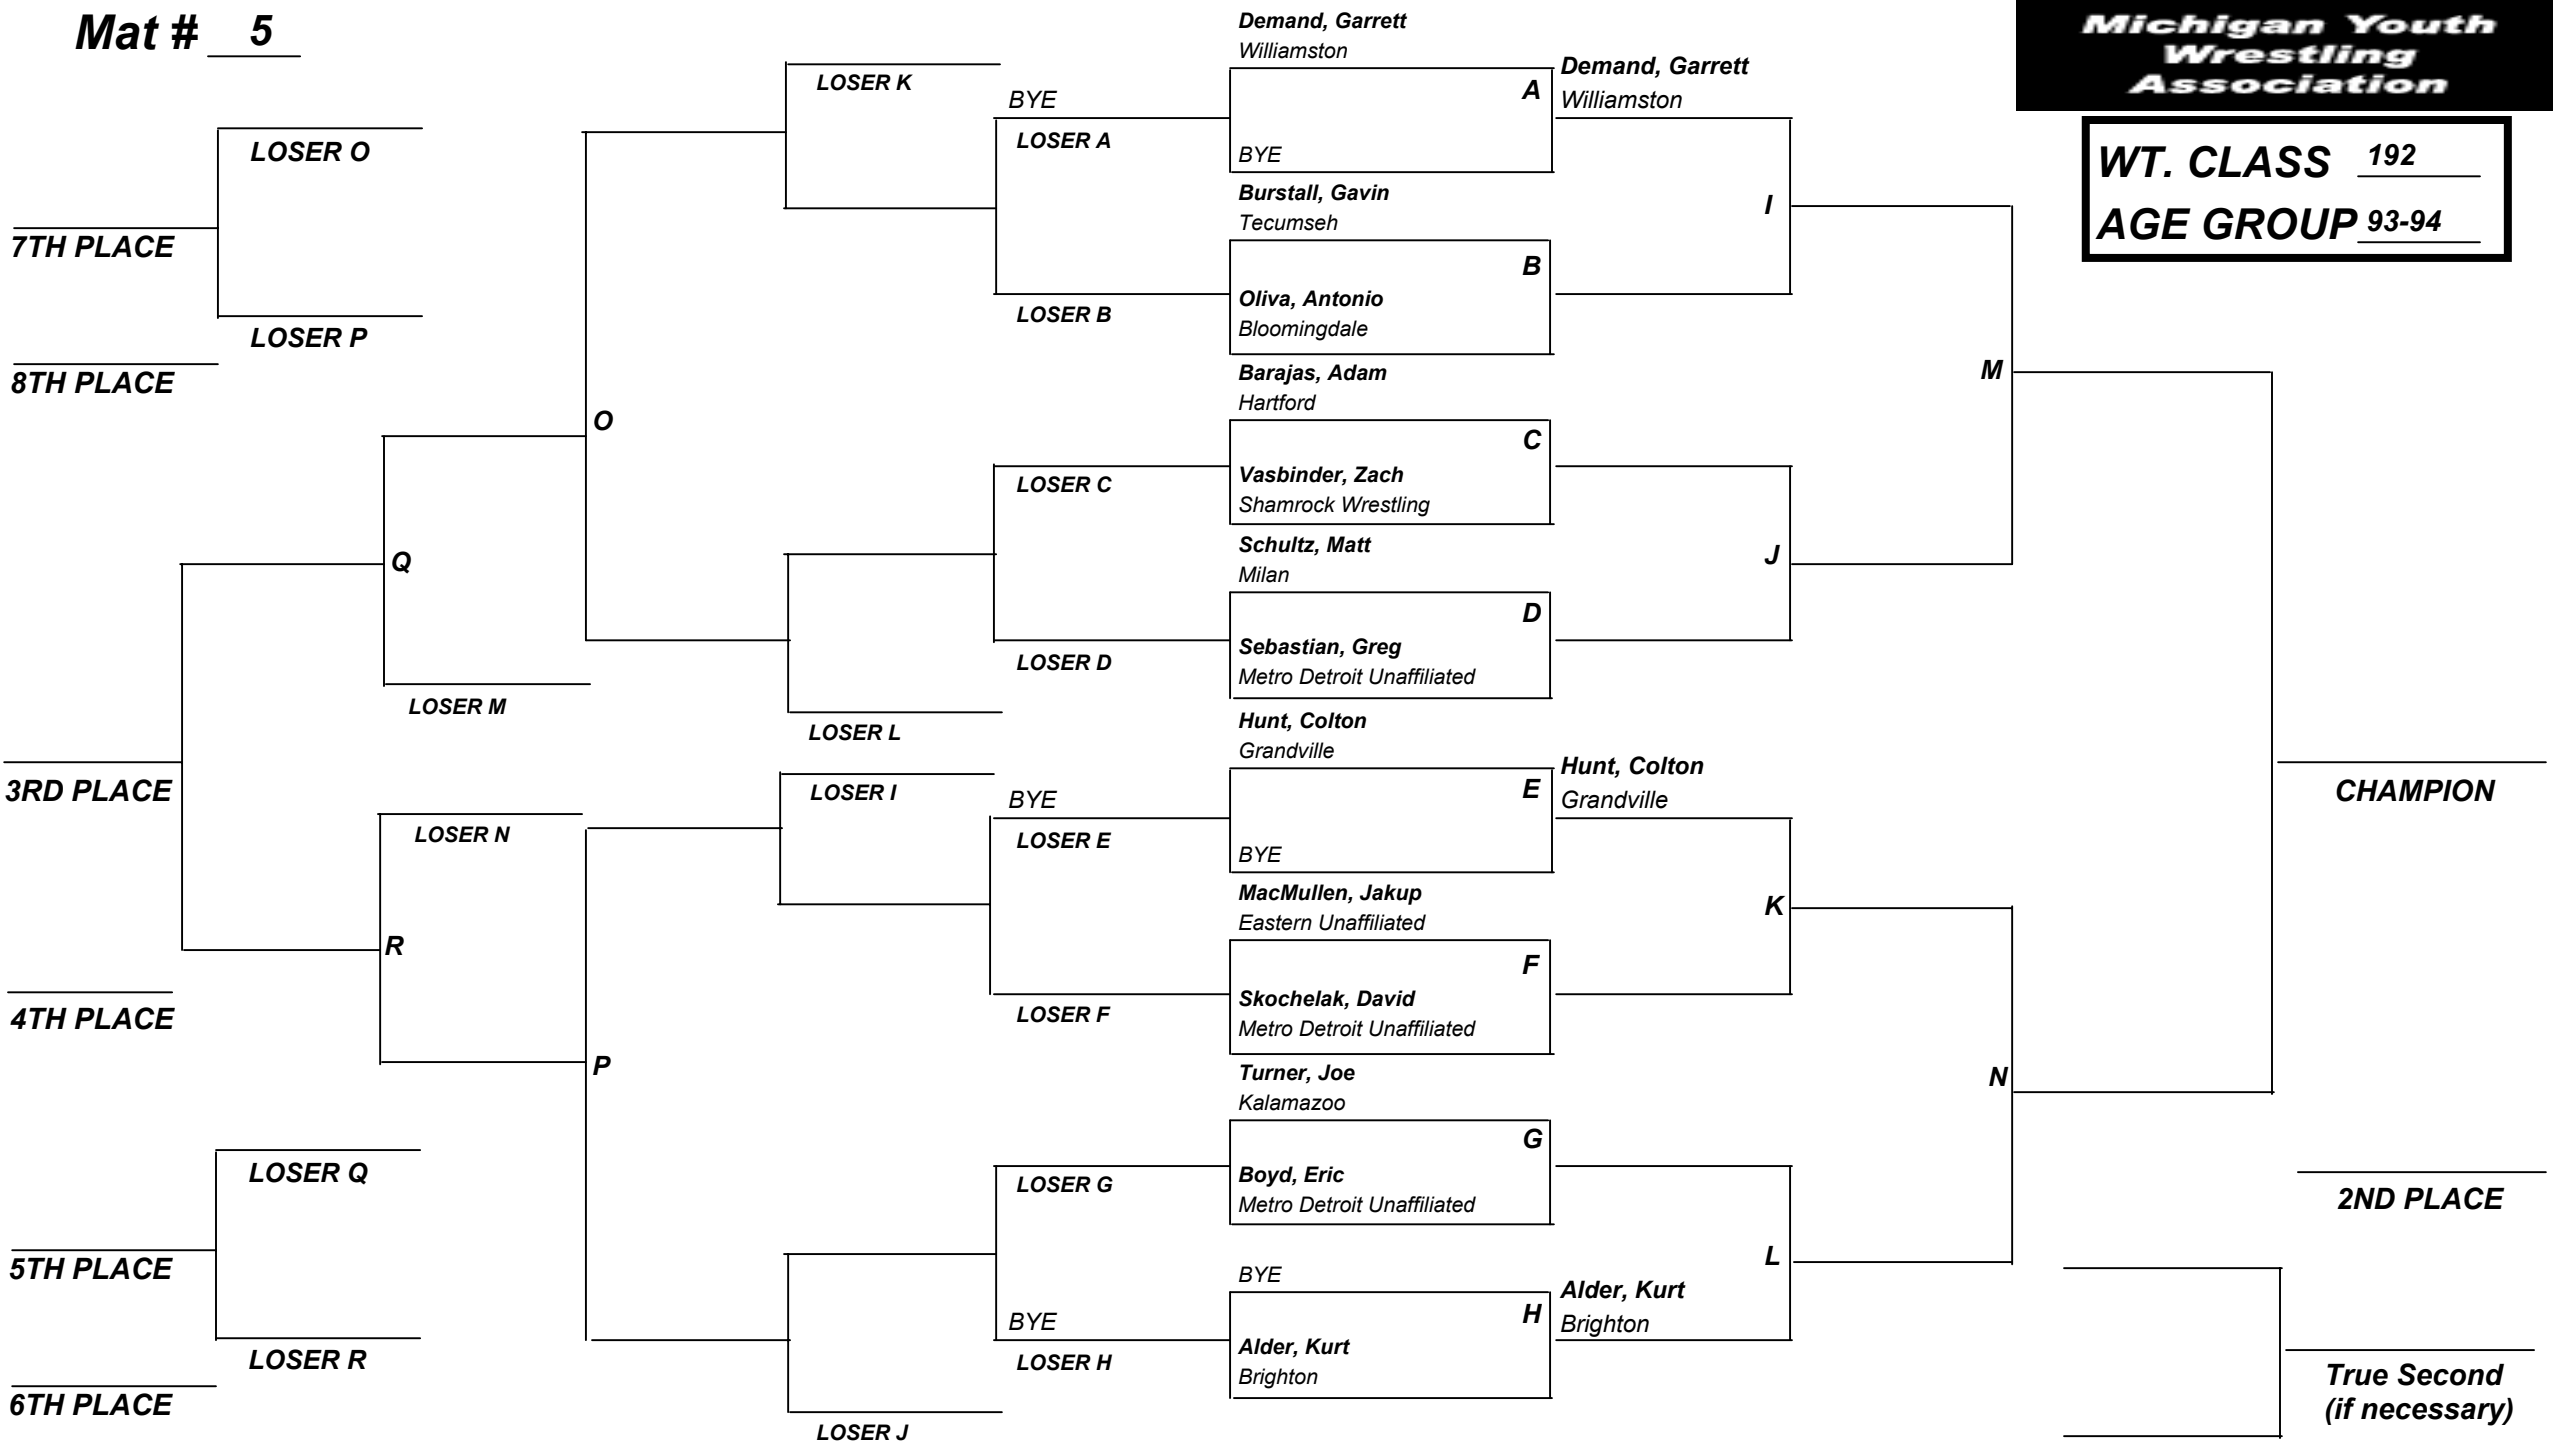 Mat # 5
Michigan Youth
Wrestling
Association
WT. CLASS 192
AGE GROUP 93-94
LOSER O
7TH PLACE
LOSER P
8TH PLACE
Q
LOSER M
3RD PLACE
LOSER N
R
4TH PLACE
LOSER Q
5TH PLACE
LOSER R
6TH PLACE
O
P
LOSER K
LOSER L
LOSER I
LOSER J
BYE
LOSER A
LOSER B
LOSER C
LOSER D
BYE
LOSER E
LOSER F
LOSER G
BYE
LOSER H
Demand, Garrett
Williamston
A
BYE
Burstall, Gavin
Tecumseh
B
Oliva, Antonio
Bloomingdale
Barajas, Adam
Hartford
C
Vasbinder, Zach
Shamrock Wrestling
Schultz, Matt
Milan
D
Sebastian, Greg
Metro Detroit Unaffiliated
Hunt, Colton
Grandville
E
BYE
MacMullen, Jakup
Eastern Unaffiliated
F
Skochelak, David
Metro Detroit Unaffiliated
Turner, Joe
Kalamazoo
G
Boyd, Eric
Metro Detroit Unaffiliated
BYE
H
Alder, Kurt
Brighton
Demand, Garrett
Williamston
I
J
Hunt, Colton
Grandville
K
L
Alder, Kurt
Brighton
M
N
CHAMPION
2ND PLACE
True Second
(if necessary)